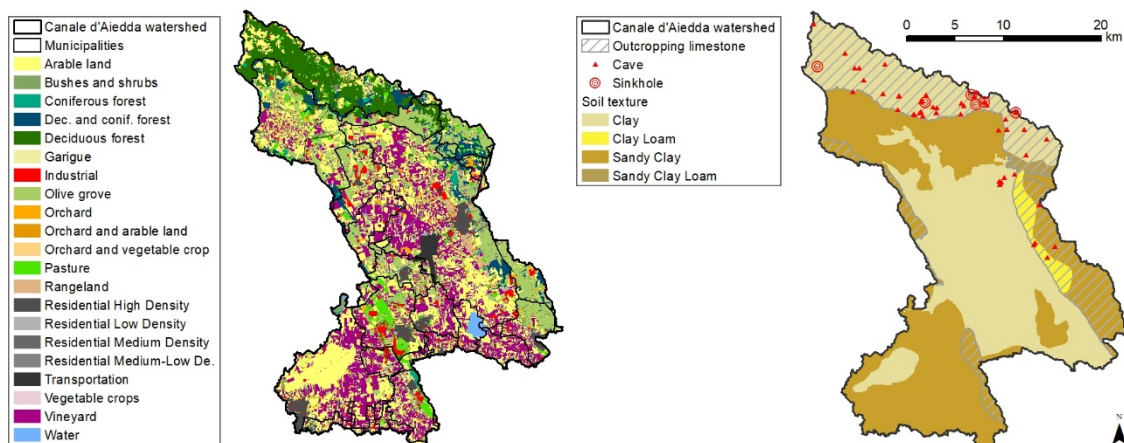 Canale d'Aiedda watershed
Municipalities
Arable land
Bushes and shrubs
Coniferous forest
Dec. and conif. forest
Deciduous forest
Garigue
Industrial
Olive grove
Orchard
Orchard and arable land
Orchard and vegetable crop
Pasture
Rangeland
Residential High Density
Residential Low Density
Residential Medium Density
Residential Medium-Low De.
Transportation
Vegetable crops
Vineyard
Water
Canale d'Aiedda watershed
Outcropping limestone
Cave
Sinkhole
Soil texture
Clay
Clay Loam
Sandy Clay
Sandy Clay Loam
0 5 10 20
km
N